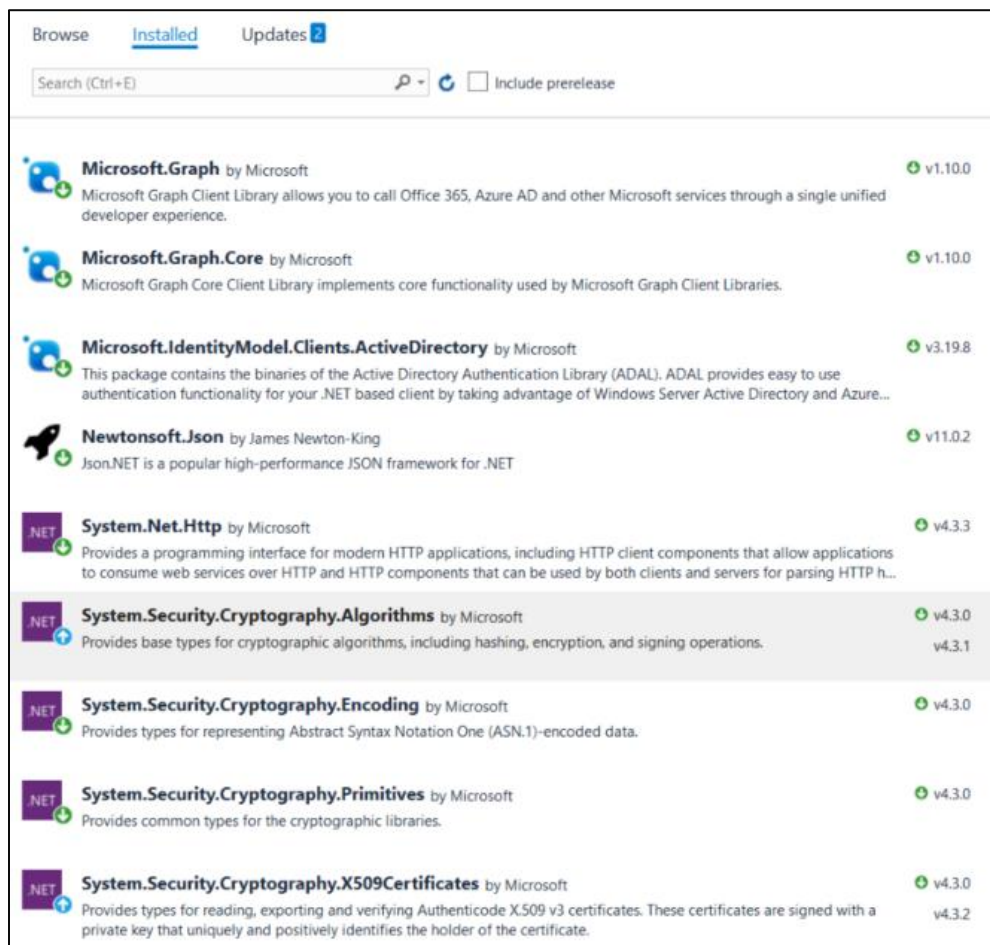 Browse Installed Updates 2
Search (Ctrl+E) Include prerelease
Microsoft.Graph by Microsoft v1.10.0
Microsoft Graph Client Library allows you to call Office 365, Azure AD and other Microsoft services through a single unified
developer experience.
Microsoft.Graph.Core by Microsoft v1.10.0
Microsoft Graph Core Client Library implements core functionality used by Microsoft Graph Client Libraries.
Microsoft.IdentityModel.Clients.ActiveDirectory by Microsoft v3.19.8
This package contains the binaries of the Active Directory Authentication Library (ADAL). ADAL provides easy to use
authentication functionality for your .NET based client by taking advantage of Windows Server Active Directory and Azure...
Newtonsoft.Json by James Newton-King v11.0.2
Json.NET is a popular high-performance JSON framework for .NET
.NET System.Net.Http by Microsoft v4.3.3
Provides a programming interface for modern HTTP applications, including HTTP client components that allow applications
to consume web services over HTTP and HTTP components that can be used by both clients and servers for parsing HTTP h...
.NET System.Security.Cryptography.Algorithms by Microsoft v4.3.0
Provides base types for cryptographic algorithms, including hashing, encryption, and signing operations. v4.3.1
.NET System.Security.Cryptography.Encoding by Microsoft v4.3.0
Provides types for representing Abstract Syntax Notation One (ASN.1)-encoded data.
.NET System.Security.Cryptography.Primitives by Microsoft v4.3.0
Provides common types for the cryptographic libraries.
.NET System.Security.Cryptography.X509Certificates by Microsoft v4.3.0
Provides types for reading, exporting and verifying Authenticode X.509 v3 certificates. These certificates are signed with a v4.3.2
private key that uniquely and positively identifies the holder of the certificate.